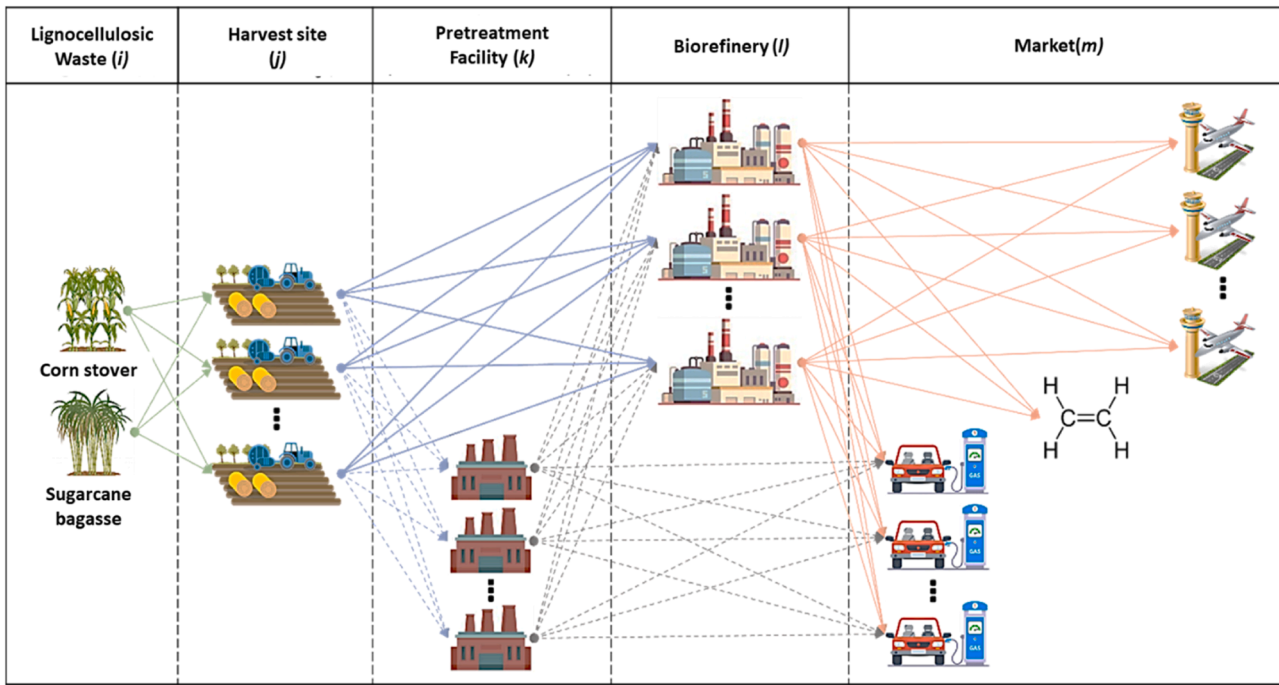 Lignocellulosic
Waste (i)
Harvest site
(j)
Pretreatment
Facility (k)
Biorefinery (l)
Market(m)
Corn stover
Sugarcane
bagasse
S
S
S
H H
C=C
H H
GAS
GAS
GAS